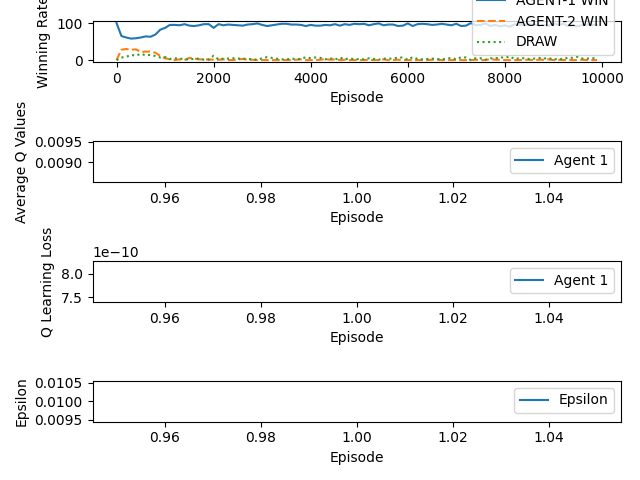 AGENT-1 WIN
AGENT-2 WIN
DRAW
Winning Rate
100
0
0 2000 4000 6000 8000 10000
Episode
Average Q Values
0.0095
0.0090
Agent 1
0.96 0.98 1.00 1.02 1.04
Episode
Q Learning Loss
1e−10
8.0
7.5
Agent 1
0.96 0.98 1.00 1.02 1.04
Episode
Epsilon
0.0105
0.0100
0.0095
Epsilon
0.96 0.98 1.00 1.02 1.04
Episode